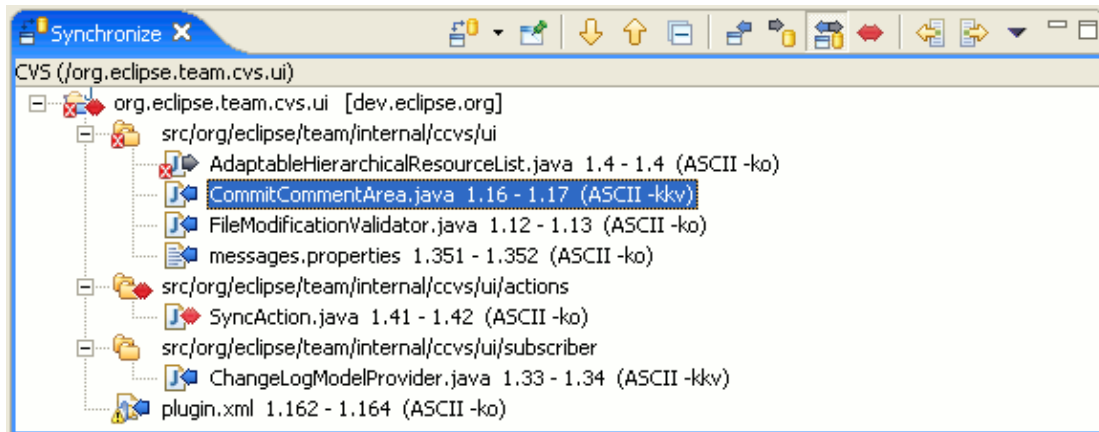 Synchronize
CVS (/org.eclipse.team.cvs.ui)
org.eclipse.team.cvs.ui [dev.eclipse.org]
src/org/eclipse/team/internal/ccvs/ui
AdaptableHierarchicalResourceList.java 1.4 - 1.4 (ASCII -ko)
CommitCommentArea.java 1.16 - 1.17 (ASCII -kkv)
FileModificationValidator.java 1.12 - 1.13 (ASCII -ko)
messages.properties 1.351 - 1.352 (ASCII -ko)
src/org/eclipse/team/internal/ccvs/ui/actions
SyncAction.java 1.41 - 1.42 (ASCII -ko)
src/org/eclipse/team/internal/ccvs/ui/subscriber
ChangeLogModelProvider.java 1.33 - 1.34 (ASCII -kkv)
plugin.xml 1.162 - 1.164 (ASCII -ko)